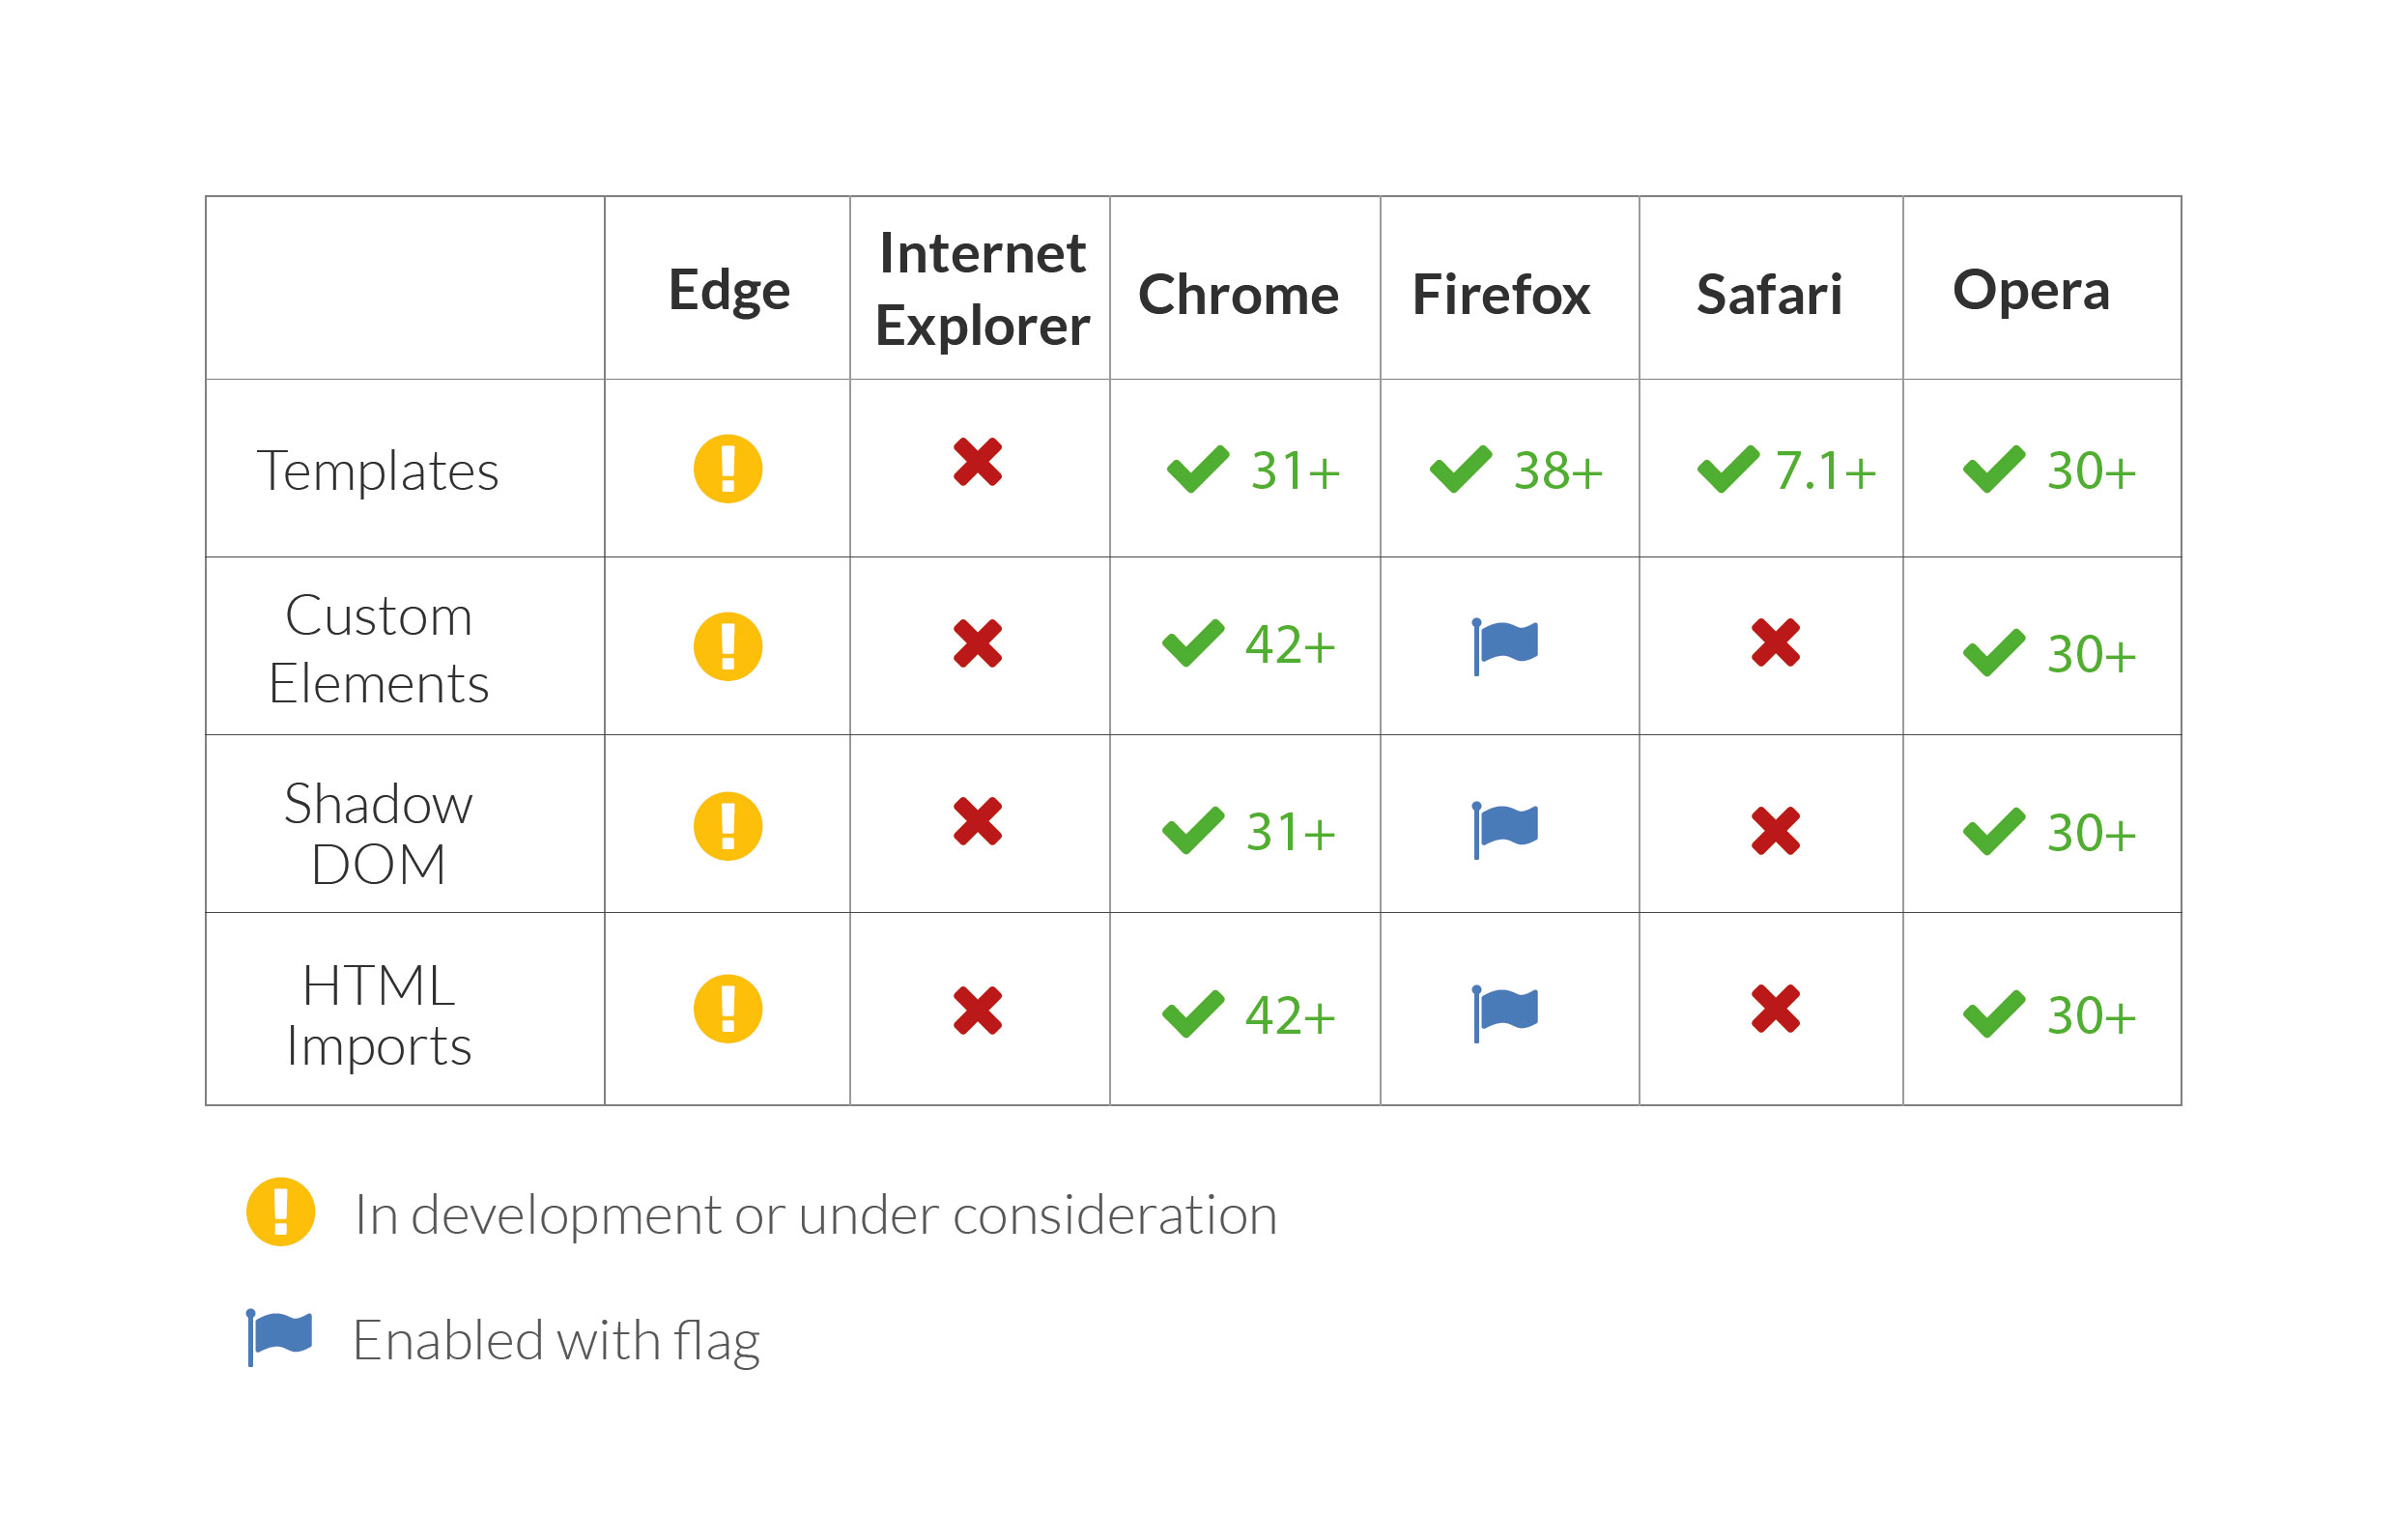 Edge
Internet
Explorer
Chrome
Firefox
Safari
Opera
Templates
31+
38+
7.1+
30+
Custom
Elements
42+
30+
Shadow
DOM
31+
30+
HTML
Imports
42+
30+
In development or under consideration
Enabled with flag